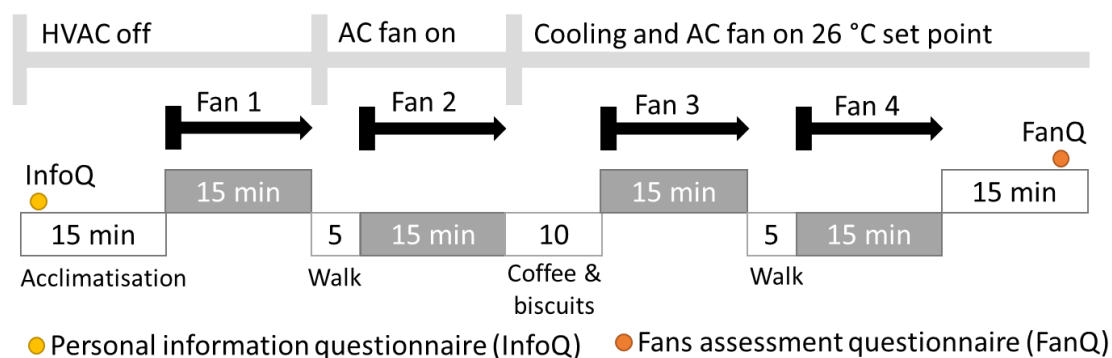 HVAC off
AC fan on
Cooling and AC fan on 26 °C set point
Fan 1
Fan 2
Fan 3
Fan 4
FanQ
InfoQ
15 min
15 min
15 min
15 min
5
15 min
10
5
15 min
Acclimatisation
Walk
Coffee &
biscuits
Walk
Personal information questionnaire (InfoQ)
Fans assessment questionnaire (FanQ)